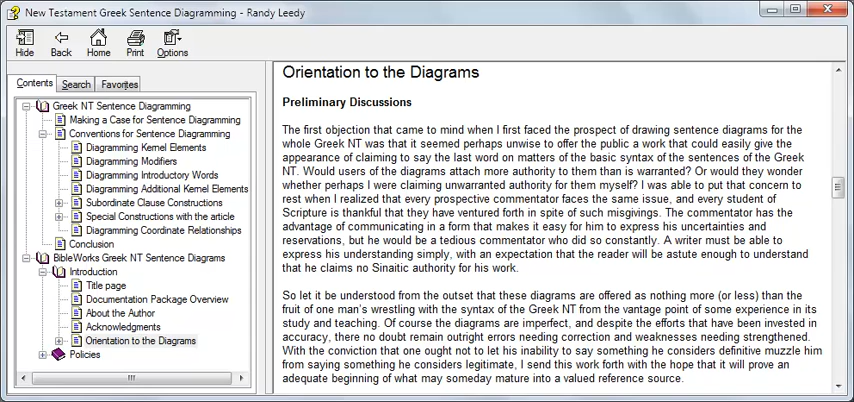 New Testament Greek Sentence Diagramming - Randy Leedy
Hide Back Home Print Options
Contents Search Favorites
Greek NT Sentence Diagramming
Making a Case for Sentence Diagramming
Conventions for Sentence Diagramming
Diagramming Kernel Elements
Diagramming Modifiers
Diagramming Introductory Words
Diagramming Additional Kernel Elements
Subordinate Clause Constructions
Special Constructions with the article
Diagramming Coordinate Relationships
Conclusion
BibleWorks Greek NT Sentence Diagrams
Introduction
Title page
Documentation Package Overview
About the Author
Acknowledgments
Orientation to the Diagrams
Policies
Orientation to the Diagrams
Preliminary Discussions
The first objection that came to mind when I first faced the prospect of drawing sentence diagrams for the
whole Greek NT was that it seemed perhaps unwise to offer the public a work that could easily give the
appearance of claiming to say the last word on matters of the basic syntax of the sentences of the Greek
NT. Would users of the diagrams attach more authority to them than is warranted? Or would they wonder
whether perhaps I were claiming unwarranted authority for them myself? I was able to put that concern to
rest when I realized that every prospective commentator faces the same issue, and every student of
Scripture is thankful that they have ventured forth in spite of such misgivings. The commentator has the
advantage of communicating in a form that makes it easy for him to express his uncertainties and
reservations, but he would be a tedious commentator who did so constantly. A writer must be able to
express his understanding simply, with an expectation that the reader will be astute enough to understand
that he claims no Sinaitic authority for his work.
So let it be understood from the outset that these diagrams are offered as nothing more (or less) than the
fruit of one man's wrestling with the syntax of the Greek NT from the vantage point of some experience in its
study and teaching. Of course the diagrams are imperfect, and despite the efforts that have been invested in
accuracy, there no doubt remain outright errors needing correction and weaknesses needing strengthened.
With the conviction that one ought not to let his inability to say something he considers definitive muzzle him
from saying something he considers legitimate, I send this work forth with the hope that it will prove an
adequate beginning of what may someday mature into a valued reference source.